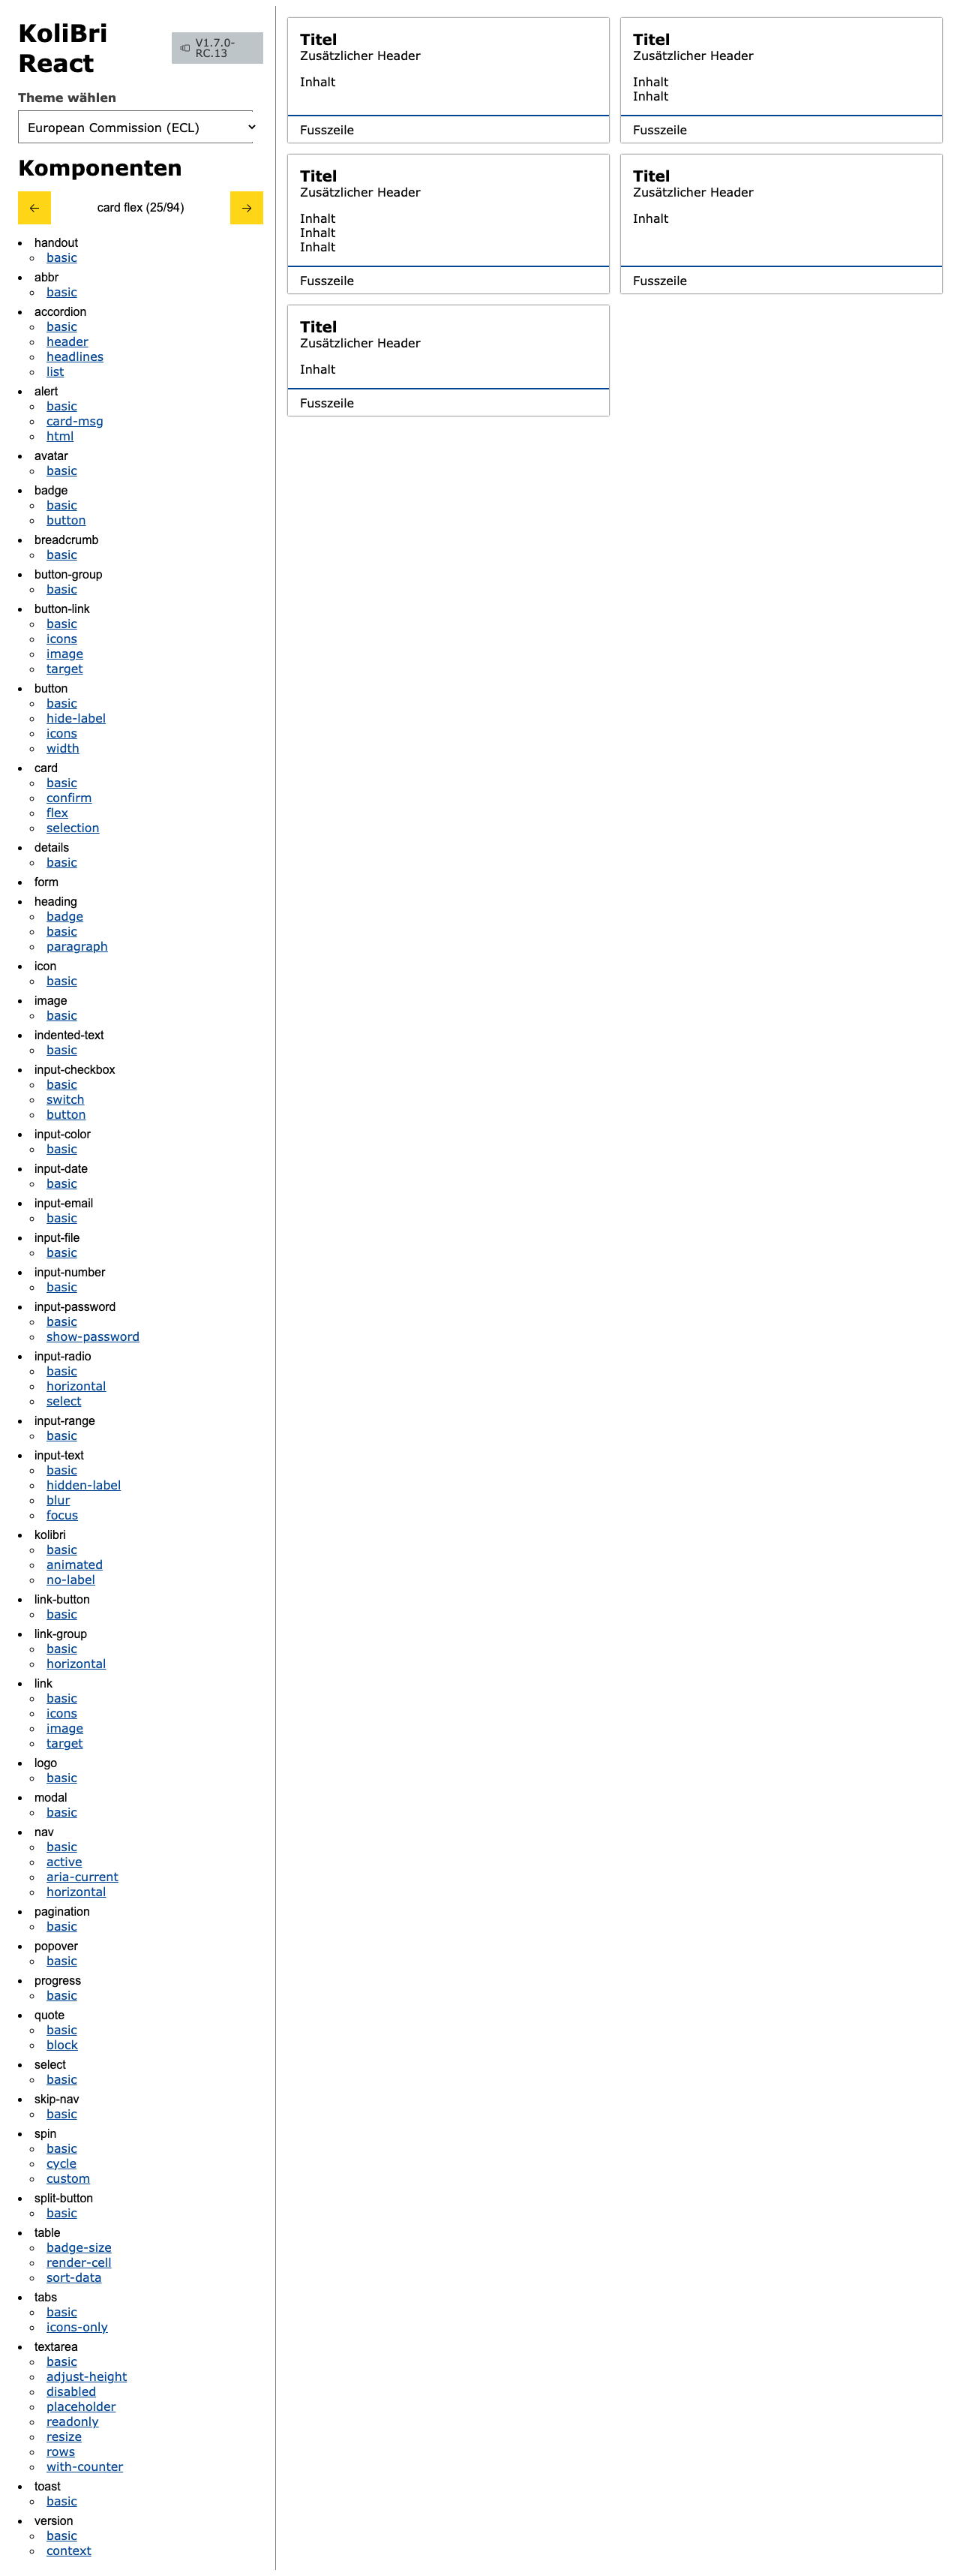 KoliBri
React
V1.7.0-
RC.13
Theme wählen
European Commission (ECL)
Komponenten
← card flex (25/94) →
handout
basic
abbr
basic
accordion
basic
header
headlines
list
alert
basic
card-msg
html
avatar
basic
badge
basic
button
breadcrumb
basic
button-group
basic
button-link
basic
icons
image
target
button
basic
hide-label
icons
width
card
basic
confirm
flex
selection
details
basic
form
heading
badge
basic
paragraph
icon
basic
image
basic
indented-text
basic
input-checkbox
basic
switch
button
input-color
basic
input-date
basic
input-email
basic
input-file
basic
input-number
basic
input-password
basic
show-password
input-radio
basic
horizontal
select
input-range
basic
input-text
basic
hidden-label
blur
focus
kolibri
basic
animated
no-label
link-button
basic
link-group
basic
horizontal
link
basic
icons
image
target
logo
basic
modal
basic
nav
basic
active
aria-current
horizontal
pagination
basic
popover
basic
progress
basic
quote
basic
block
select
basic
skip-nav
basic
spin
basic
cycle
custom
split-button
basic
table
badge-size
render-cell
sort-data
tabs
basic
icons-only
textarea
basic
adjust-height
disabled
placeholder
readonly
resize
rows
with-counter
toast
basic
version
basic
context
Titel
Zusätzlicher Header
Inhalt
Fusszeile
Titel
Zusätzlicher Header
Inhalt
Inhalt
Fusszeile
Titel
Zusätzlicher Header
Inhalt
Inhalt
Inhalt
Fusszeile
Titel
Zusätzlicher Header
Inhalt
Fusszeile
Titel
Zusätzlicher Header
Inhalt
Fusszeile